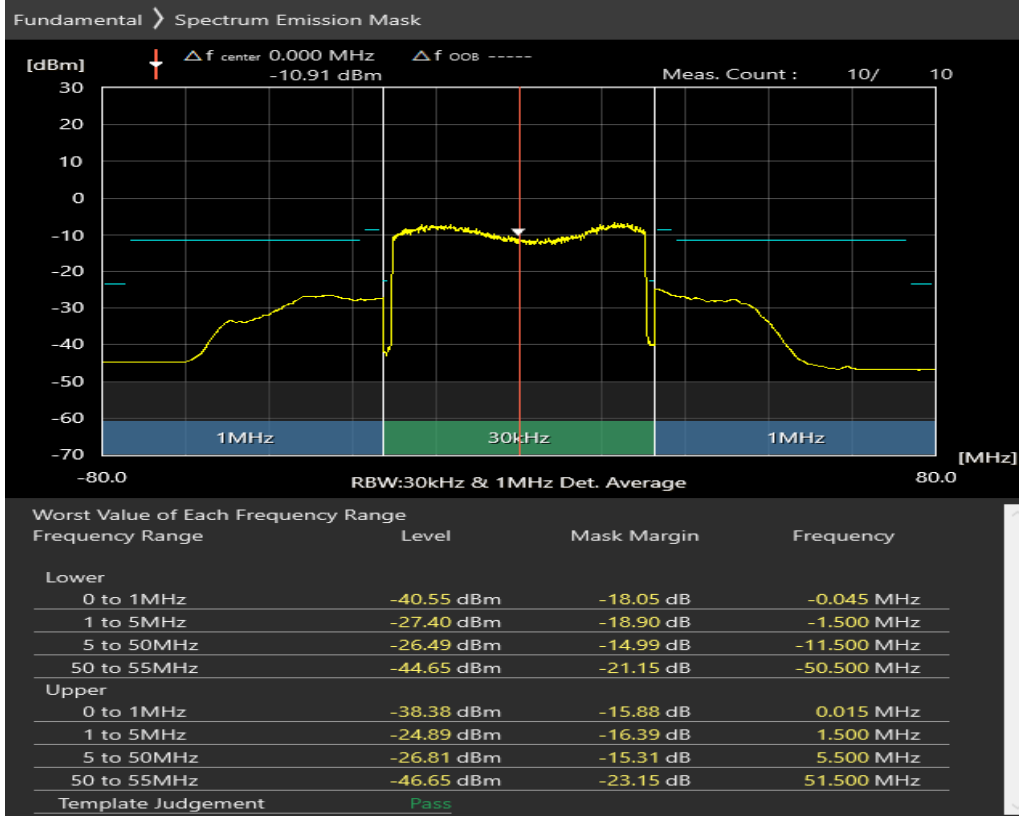 Fundamental ❯ Spectrum Emission Mask
[dBm] Δf center 0.000 MHz Δf OOB -----
-10.91 dBm Meas. Count : 10/ 10
30
20
10
0
-10
-20
-30
-40
-50
-60
-70
1MHz 30kHz 1MHz
[MHz]
-80.0 RBW:30kHz & 1MHz Det. Average 80.0
Worst Value of Each Frequency Range
Frequency Range Level Mask Margin Frequency
Lower
0 to 1MHz -40.55 dBm -18.05 dB -0.045 MHz
1 to 5MHz -27.40 dBm -18.90 dB -1.500 MHz
5 to 50MHz -26.49 dBm -14.99 dB -11.500 MHz
50 to 55MHz -44.65 dBm -21.15 dB -50.500 MHz
Upper
0 to 1MHz -38.38 dBm -15.88 dB 0.015 MHz
1 to 5MHz -24.89 dBm -16.39 dB 1.500 MHz
5 to 50MHz -26.81 dBm -15.31 dB 5.500 MHz
50 to 55MHz -46.65 dBm -23.15 dB 51.500 MHz
Template Judgement Pass